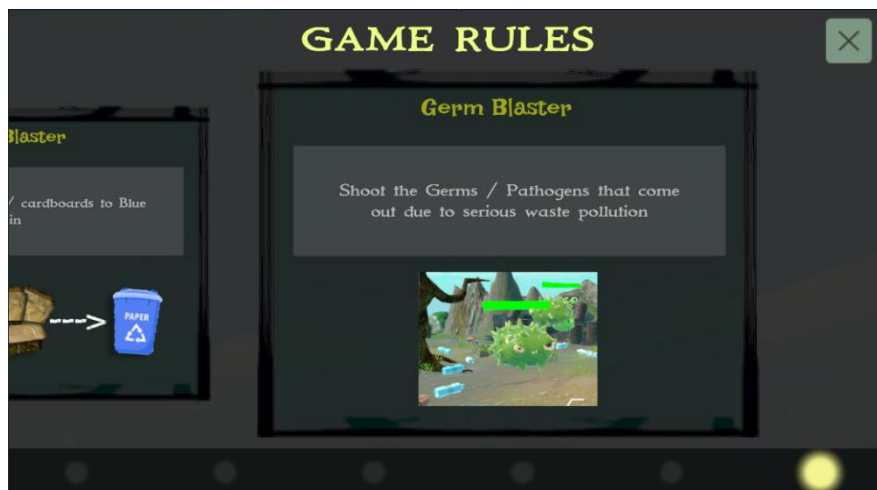 GAME RULES
Blaster
/ cardboards to Blue
in
PAPER
Germ Blaster
Shoot the Germs / Pathogens that come
out due to serious waste pollution